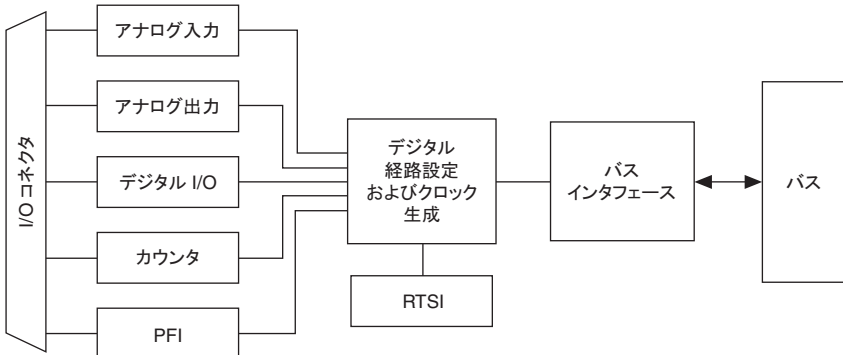 I/O コネクタ
アナログ入力
アナログ出力
デジタル I/O
カウンタ
PFI
デジタル
経路設定
およびクロック
生成
RTSI
バス
インタフェース
バス